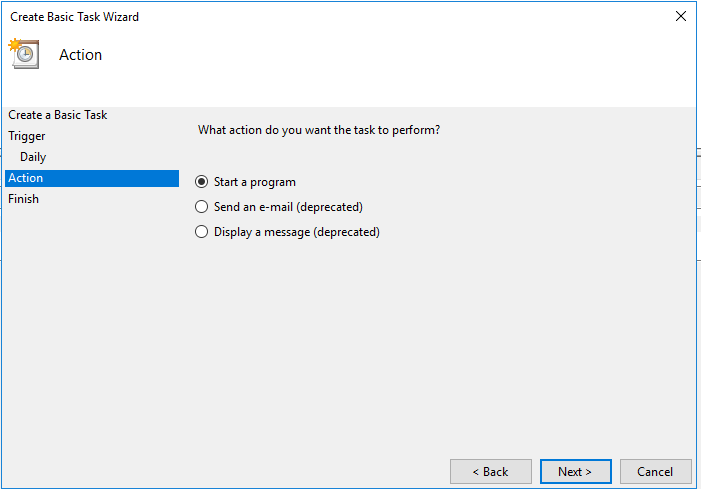 Create Basic Task Wizard
Action
Create a Basic Task
Trigger
Daily
Action
Finish
What action do you want the task to perform?
Start a program
Send an e-mail (deprecated)
Display a message (deprecated)
< Back
Next >
Cancel